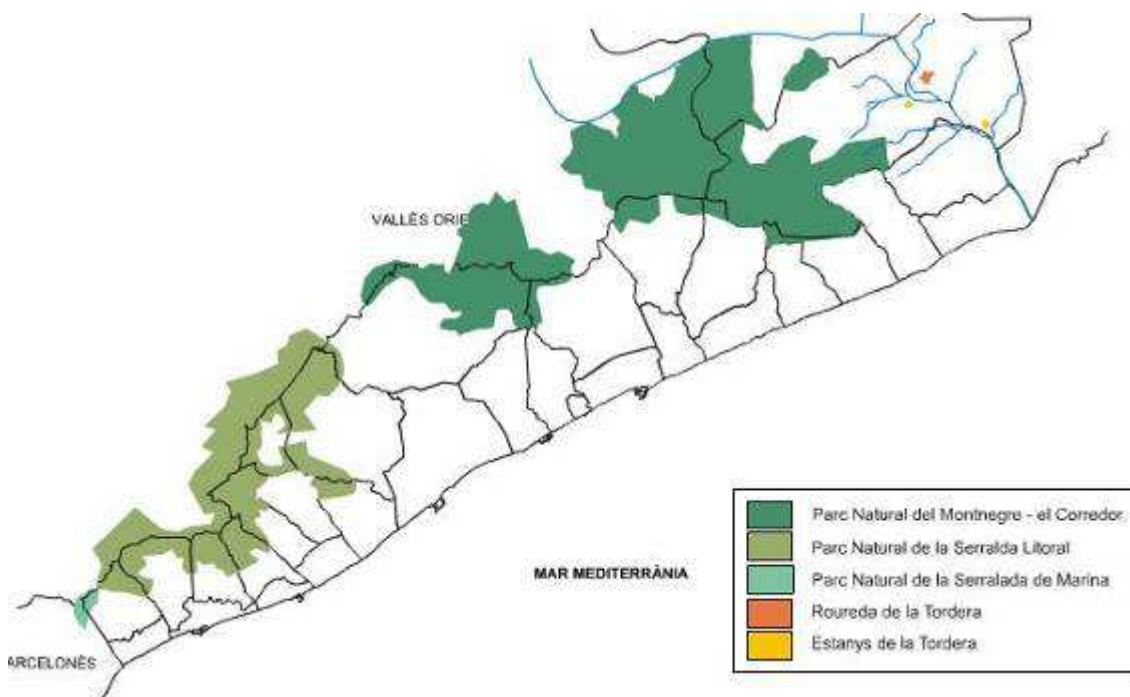 VALLÈS ORIE
Parc Natural del Montnegre - el Corredor
Parc Natural de la Serralda Litoral
MAR MEDITERRÀNIA
Parc Natural de la Serralada de Marina
Roureda de la Tordera
Estanys de la Tordera
ARCELONÈS